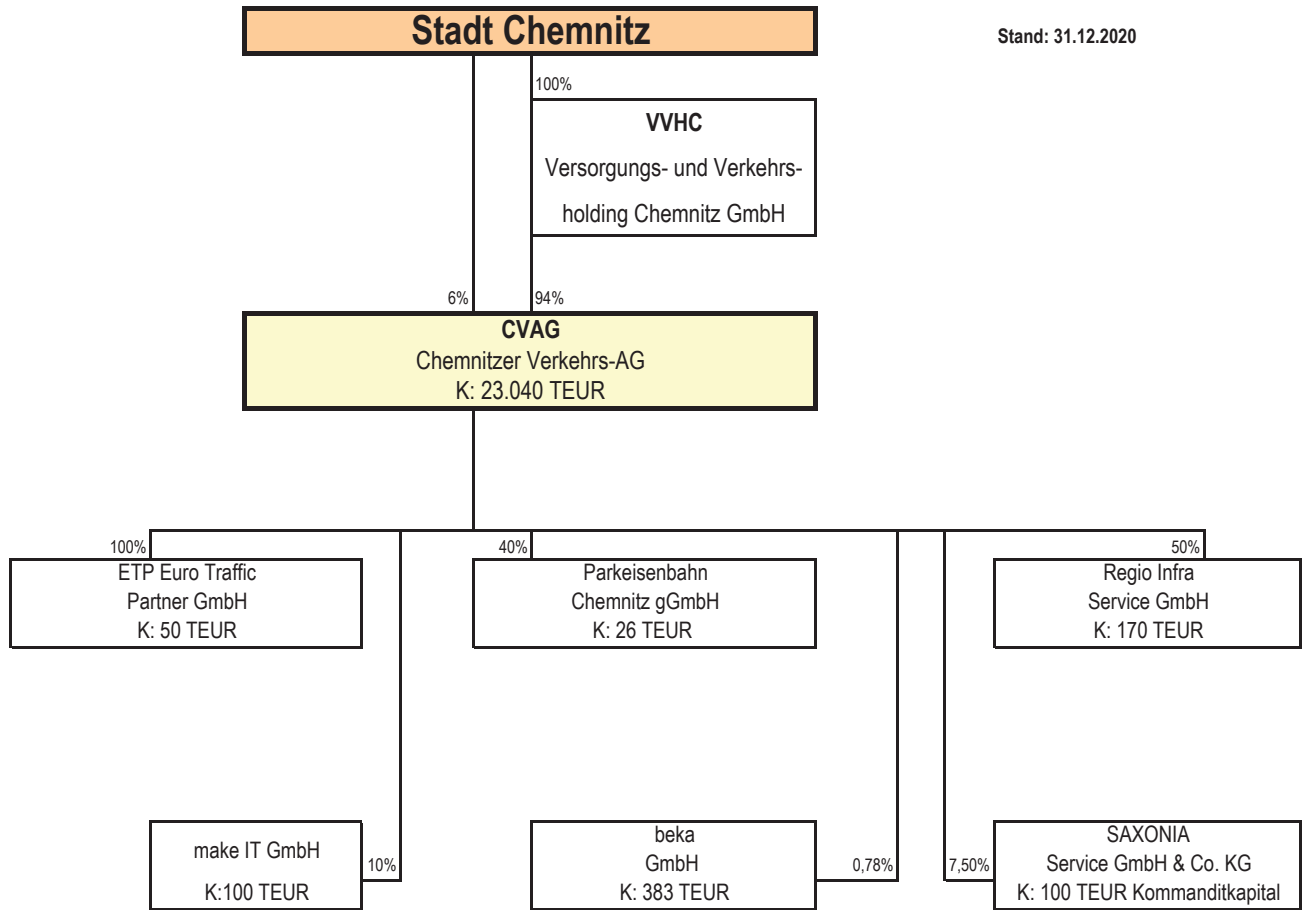 Stadt Chemnitz
Stand: 31.12.2020
100%
VVHC
Versorgungs- und Verkehrs-
holding Chemnitz GmbH
6%
94%
CVAG
Chemnitzer Verkehrs-AG
K: 23.040 TEUR
100%
ETP Euro Traffic
Partner GmbH
K: 50 TEUR
40%
Parkeisenbahn
Chemnitz gGmbH
K: 26 TEUR
50%
Regio Infra
Service GmbH
K: 170 TEUR
make IT GmbH
K:100 TEUR
10%
beka
GmbH
K: 383 TEUR
0,78%
7,50%
SAXONIA
Service GmbH & Co. KG
K: 100 TEUR Kommanditkapital